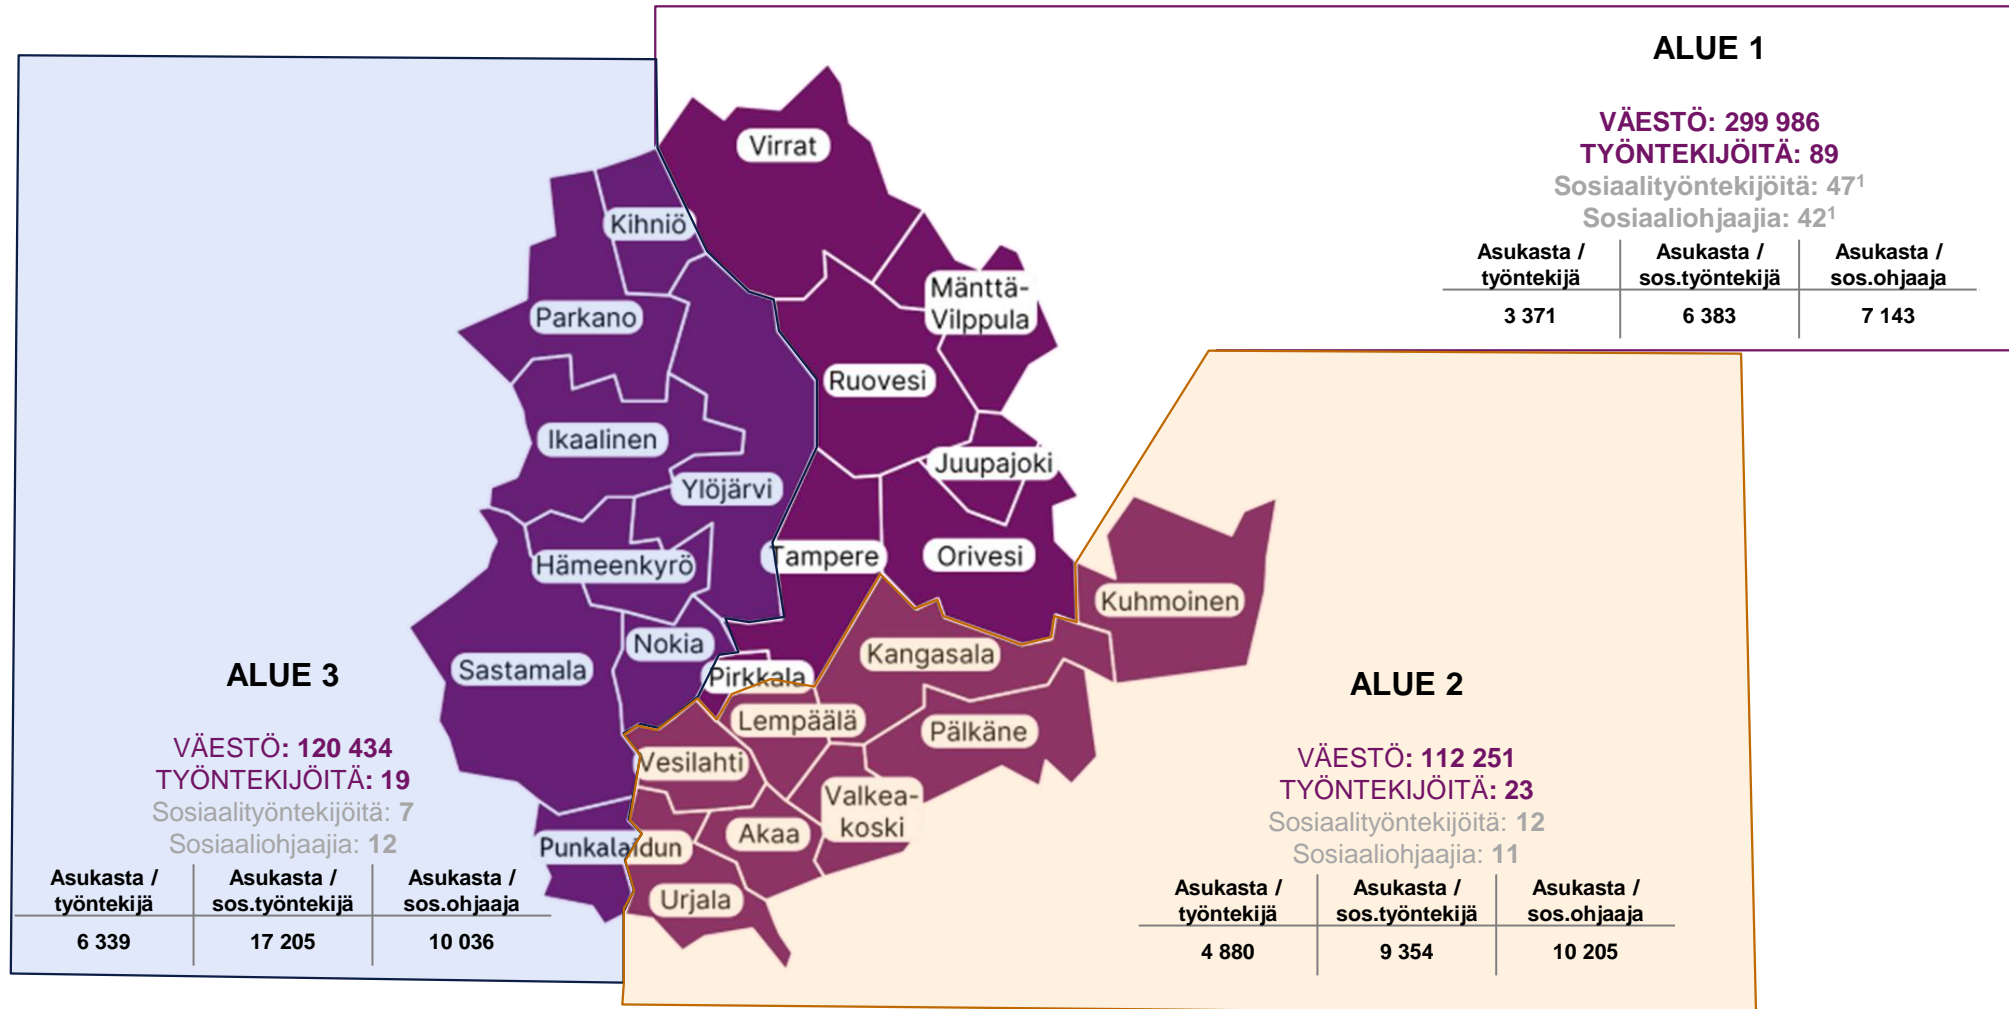 ALUE 1
VÄESTÖ: 299 986
TYÖNTEKIJÖITÄ: 89
Sosiaalityöntekijöitä: 47¹
Sosiaaliohjaajia: 42¹
Asukasta / työntekijä
Asukasta / sos.työntekijä
Asukasta / sos.ohjaaja
3 371
6 383
7 143
Virrat
Kihniö
Mänttä-
Vilppula
Parkano
Ruovesi
Ikaalinen
Juupajoki
Ylöjärvi
Hämeenkyrö
Tampere
Orivesi
Kuhmoinen
Nokia
Kangasala
Sastamala
Pirkkala
Lempäälä
Pälkäne
Vesilahti
Valkea-
koski
Akaa
Punkalaidun
Urjala
ALUE 3
VÄESTÖ: 120 434
TYÖNTEKIJÖITÄ: 19
Sosiaalityöntekijöitä: 7
Sosiaaliohjaajia: 12
Asukasta / työntekijä
Asukasta / sos.työntekijä
Asukasta / sos.ohjaaja
6 339
17 205
10 036
ALUE 2
VÄESTÖ: 112 251
TYÖNTEKIJÖITÄ: 23
Sosiaalityöntekijöitä: 12
Sosiaaliohjaajia: 11
Asukasta / työntekijä
Asukasta / sos.työntekijä
Asukasta / sos.ohjaaja
4 880
9 354
10 205